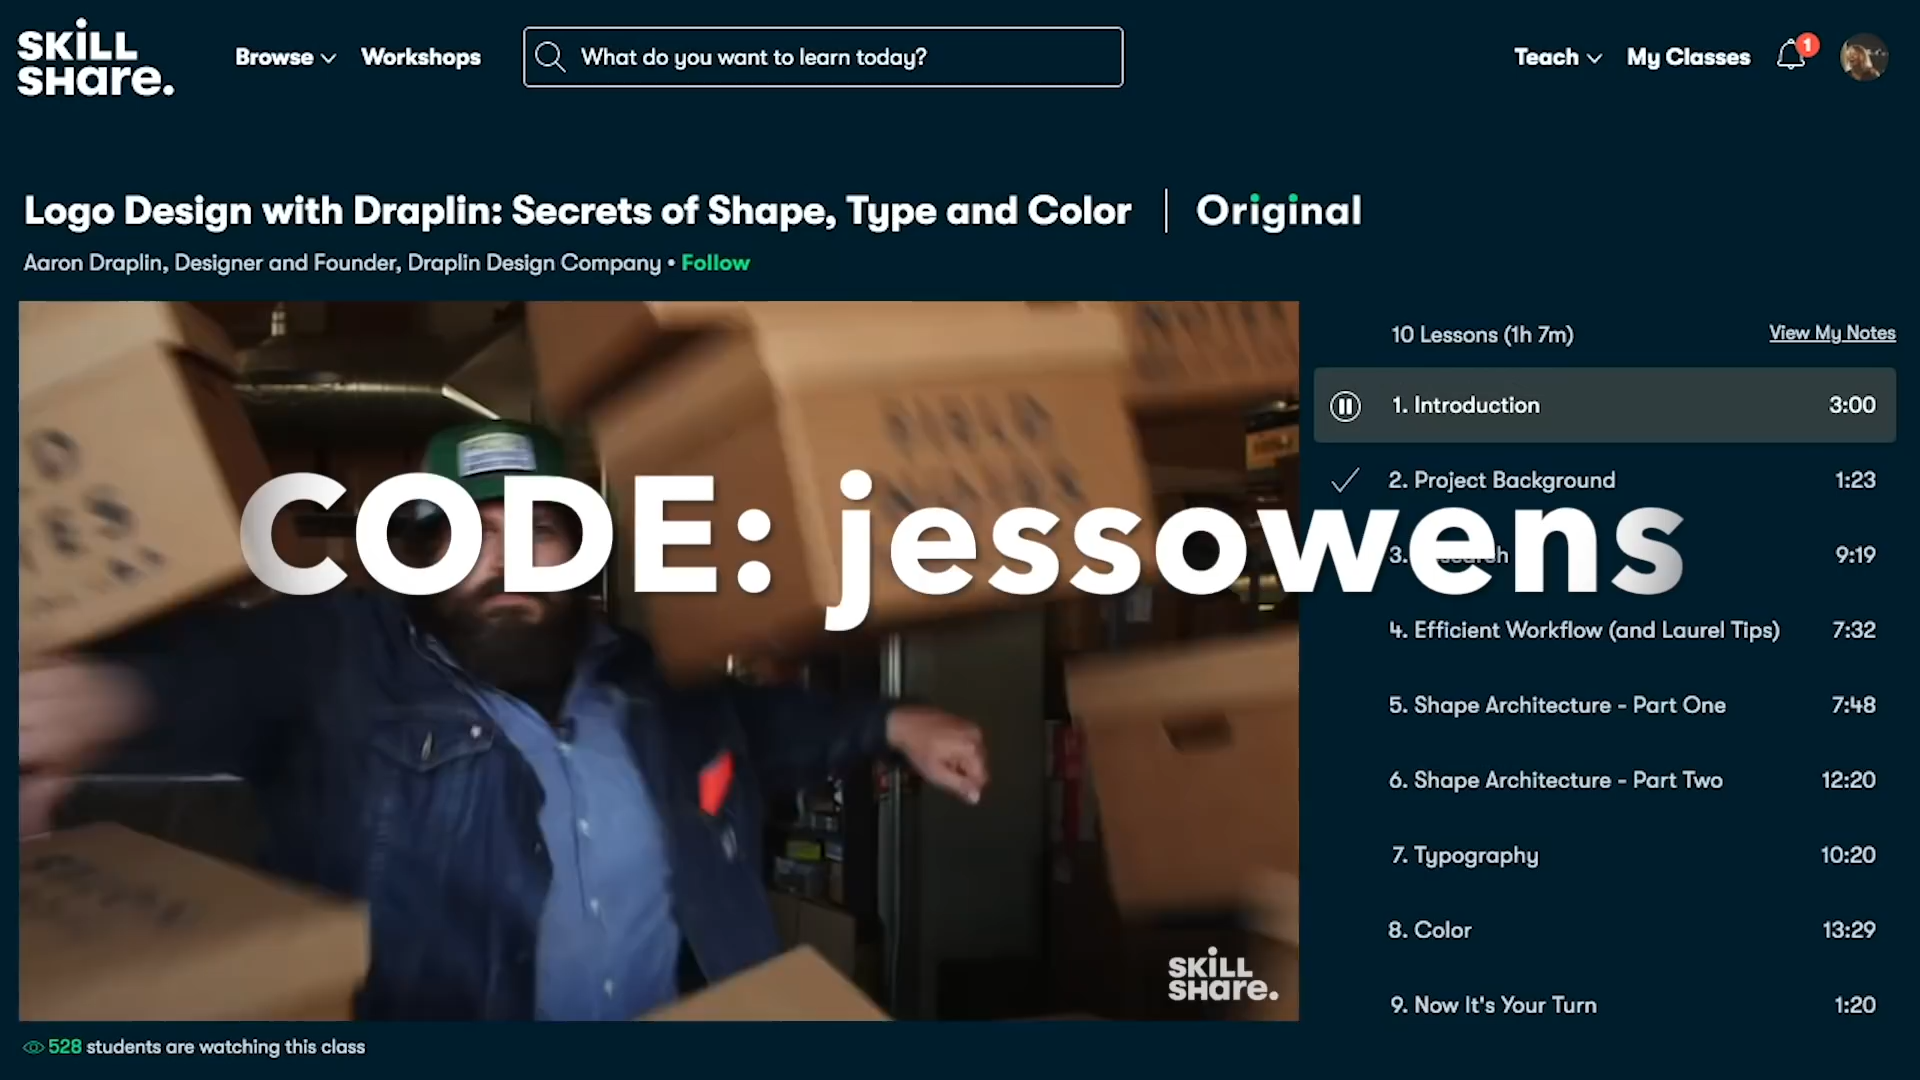 SKILL
SHare.
Browse
Workshops
What do you want to learn today?
Teach
My Classes
1
Logo Design with Draplin: Secrets of Shape, Type and Color
Original
Aaron Draplin, Designer and Founder, Draplin Design Company • Follow
10 Lessons (1h 7m)
View My Notes
1. Introduction 3:00
2. Project Background 1:23
CODE: jessowens
3. 9:19
4. Efficient Workflow (and Laurel Tips) 7:32
5. Shape Architecture - Part One 7:48
6. Shape Architecture - Part Two 12:20
7. Typography 10:20
8. Color 13:29
9. Now It's Your Turn 1:20
SKILL
SHare.
528 students are watching this class